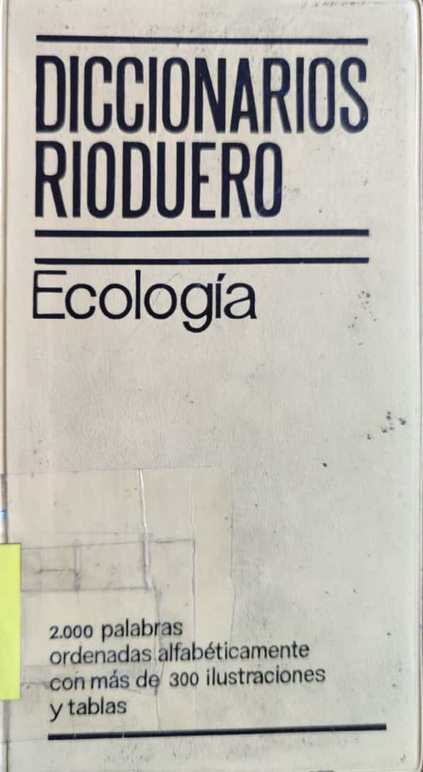 DICCIONARIOS
RIODUERO
Ecología
2.000 palabras
ordenadas alfabéticamente
con más de 300 ilustraciones
y tablas